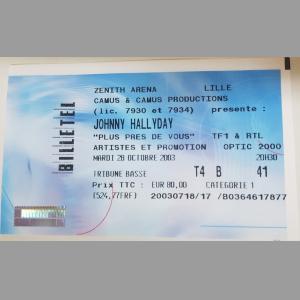 ZENITH ARENA LILLE
CAMUS & CAMUS PRODUCTIONS
(lic. 7930 et 7934) presente :
JOHNNY HALLYDAY
"PLUS PRES DE VOUS" TF1 & RTL
ARTISTES ET PROMOTION OPTIC 2000
MARDI 28 OCTOBRE 2003 20H30
TRIBUNE BASSE T4 B 41
Prix TTC : EUR 80,00 CATEGORIE 1
(524,77FRF) 20030718/17 /B0364617877
BILLETEL